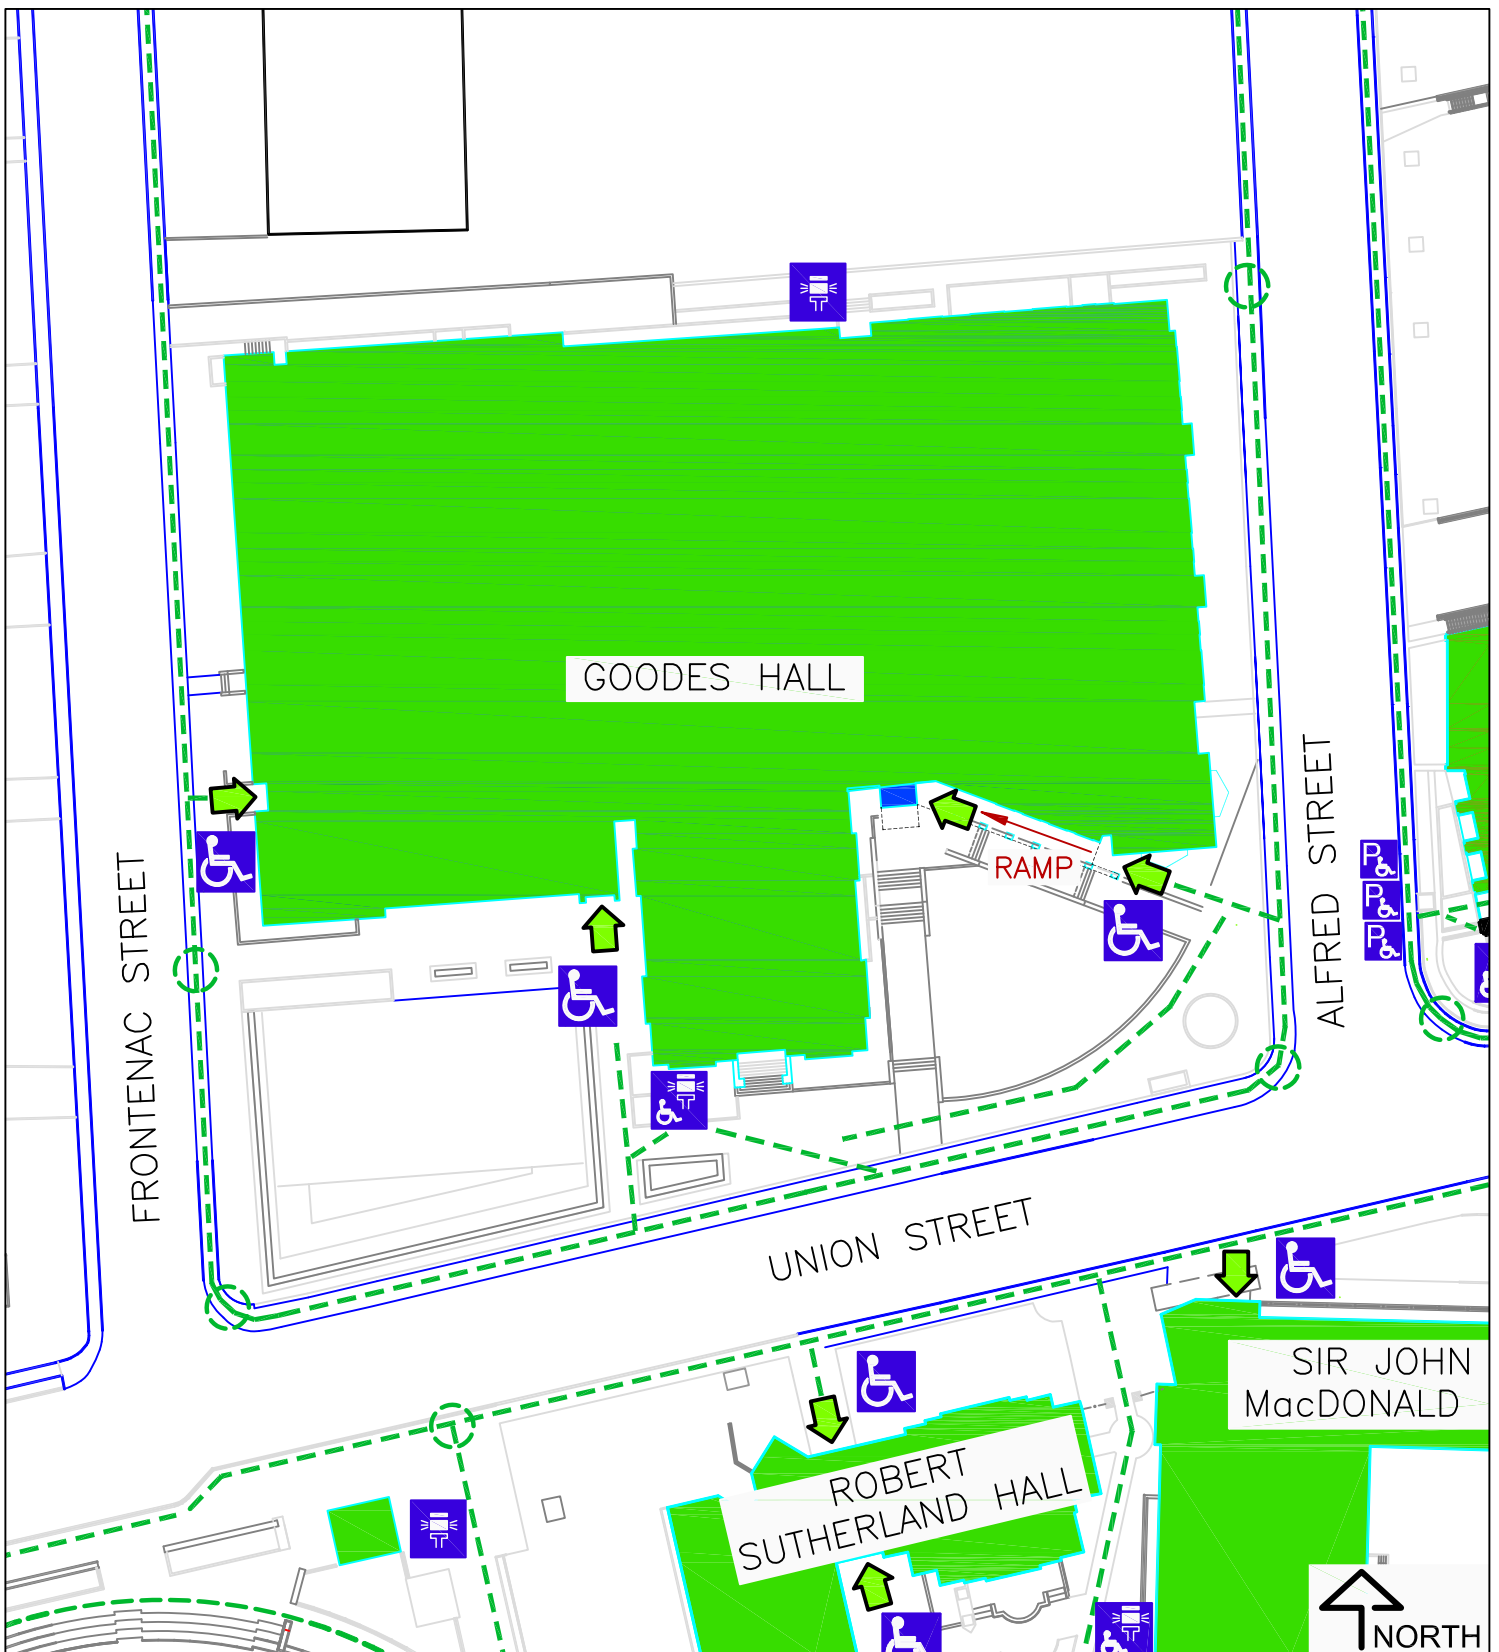 GOODES HALL
RAMP
FRONTENAC STREET
ALFRED STREET
P
P
P
UNION STREET
SIR JOHN
MacDONALD
ROBERT
SUTHERLAND HALL
NORTH